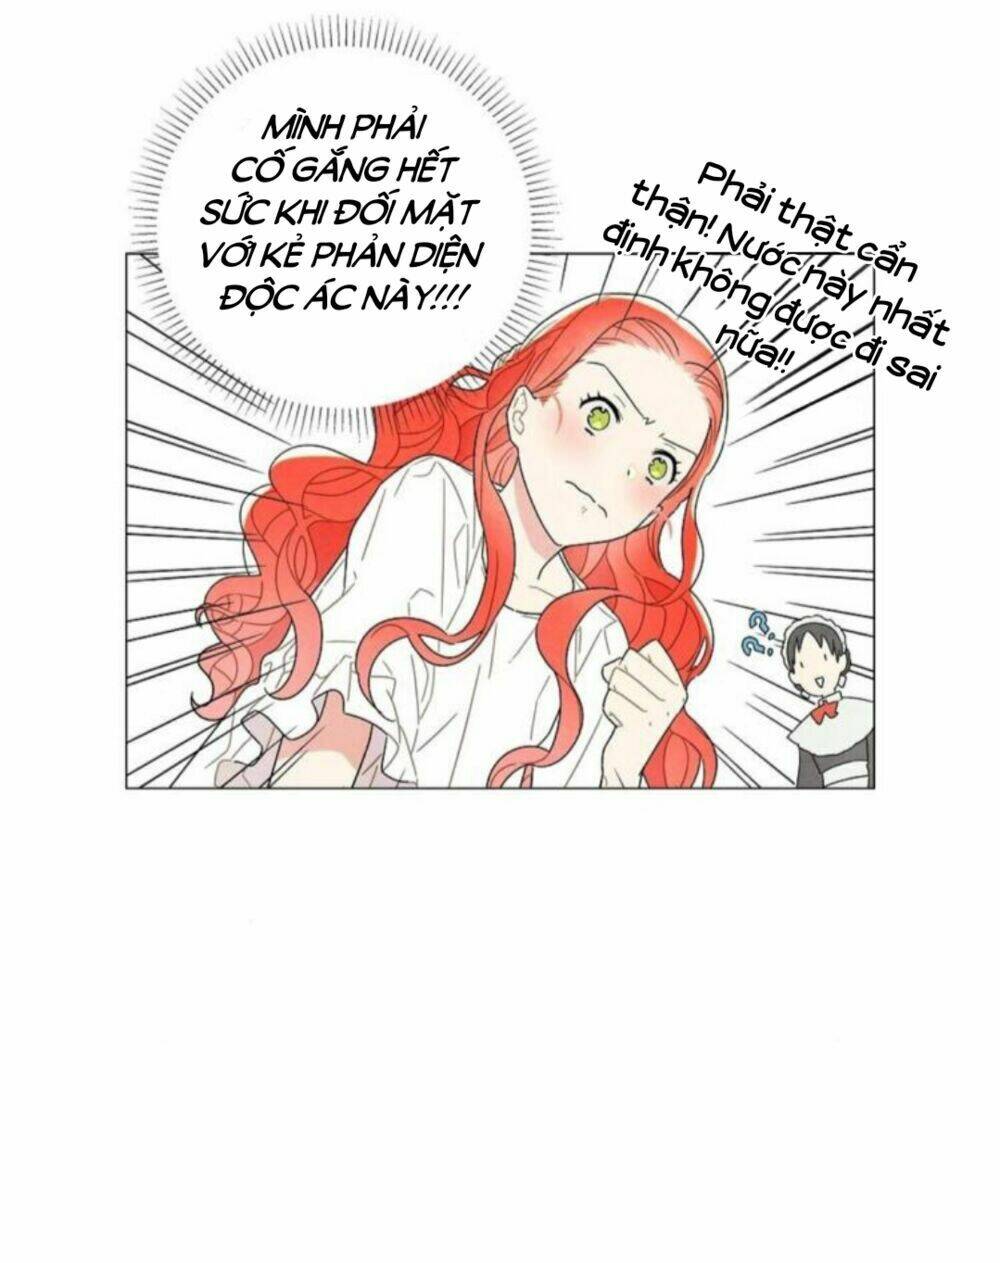 MÌNH PHẢI
CỐ GẮNG HẾT
SỨC KHI ĐỐI MẶT
VỚI KẺ PHẢN DIỆN
ĐỘC ÁC NÀY!!!
Phải thật cẩn
thận! Nước này nhất
định không được đi sai
nữa!!
??